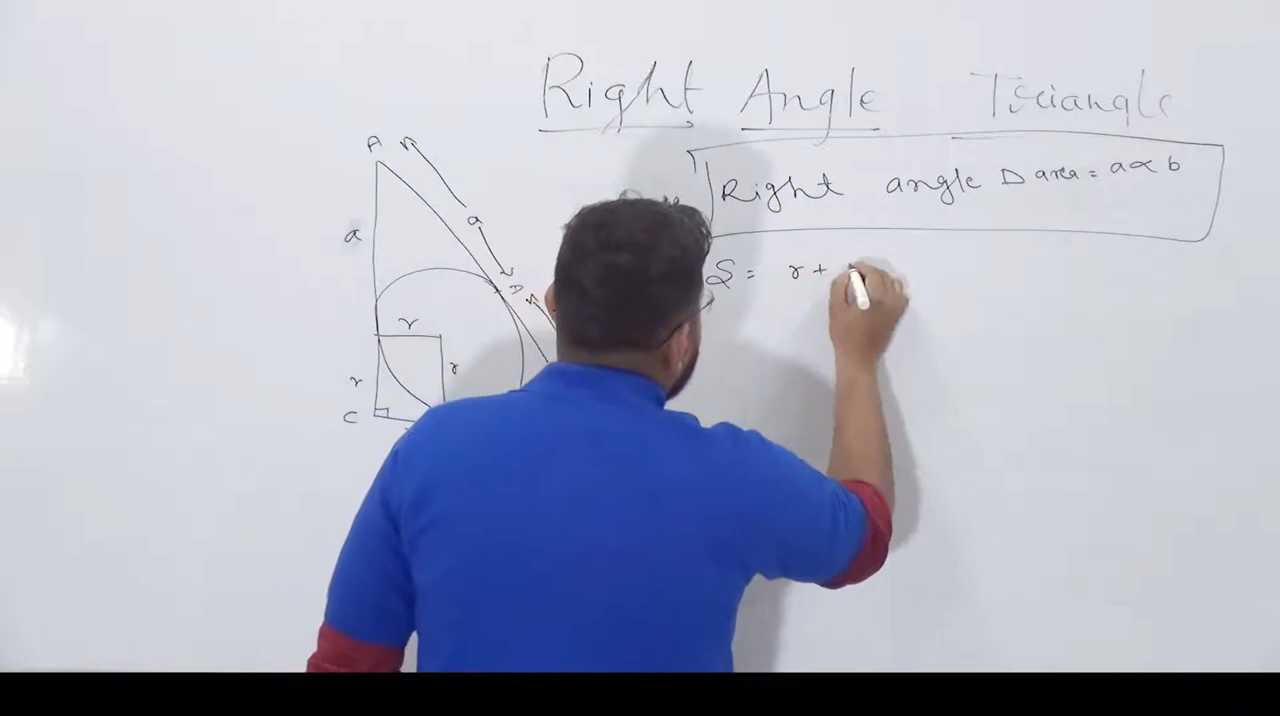 Right Angle Triangle
A
Right angle Δ area = a × b
a
a
S = r +
A
r
r
r
C